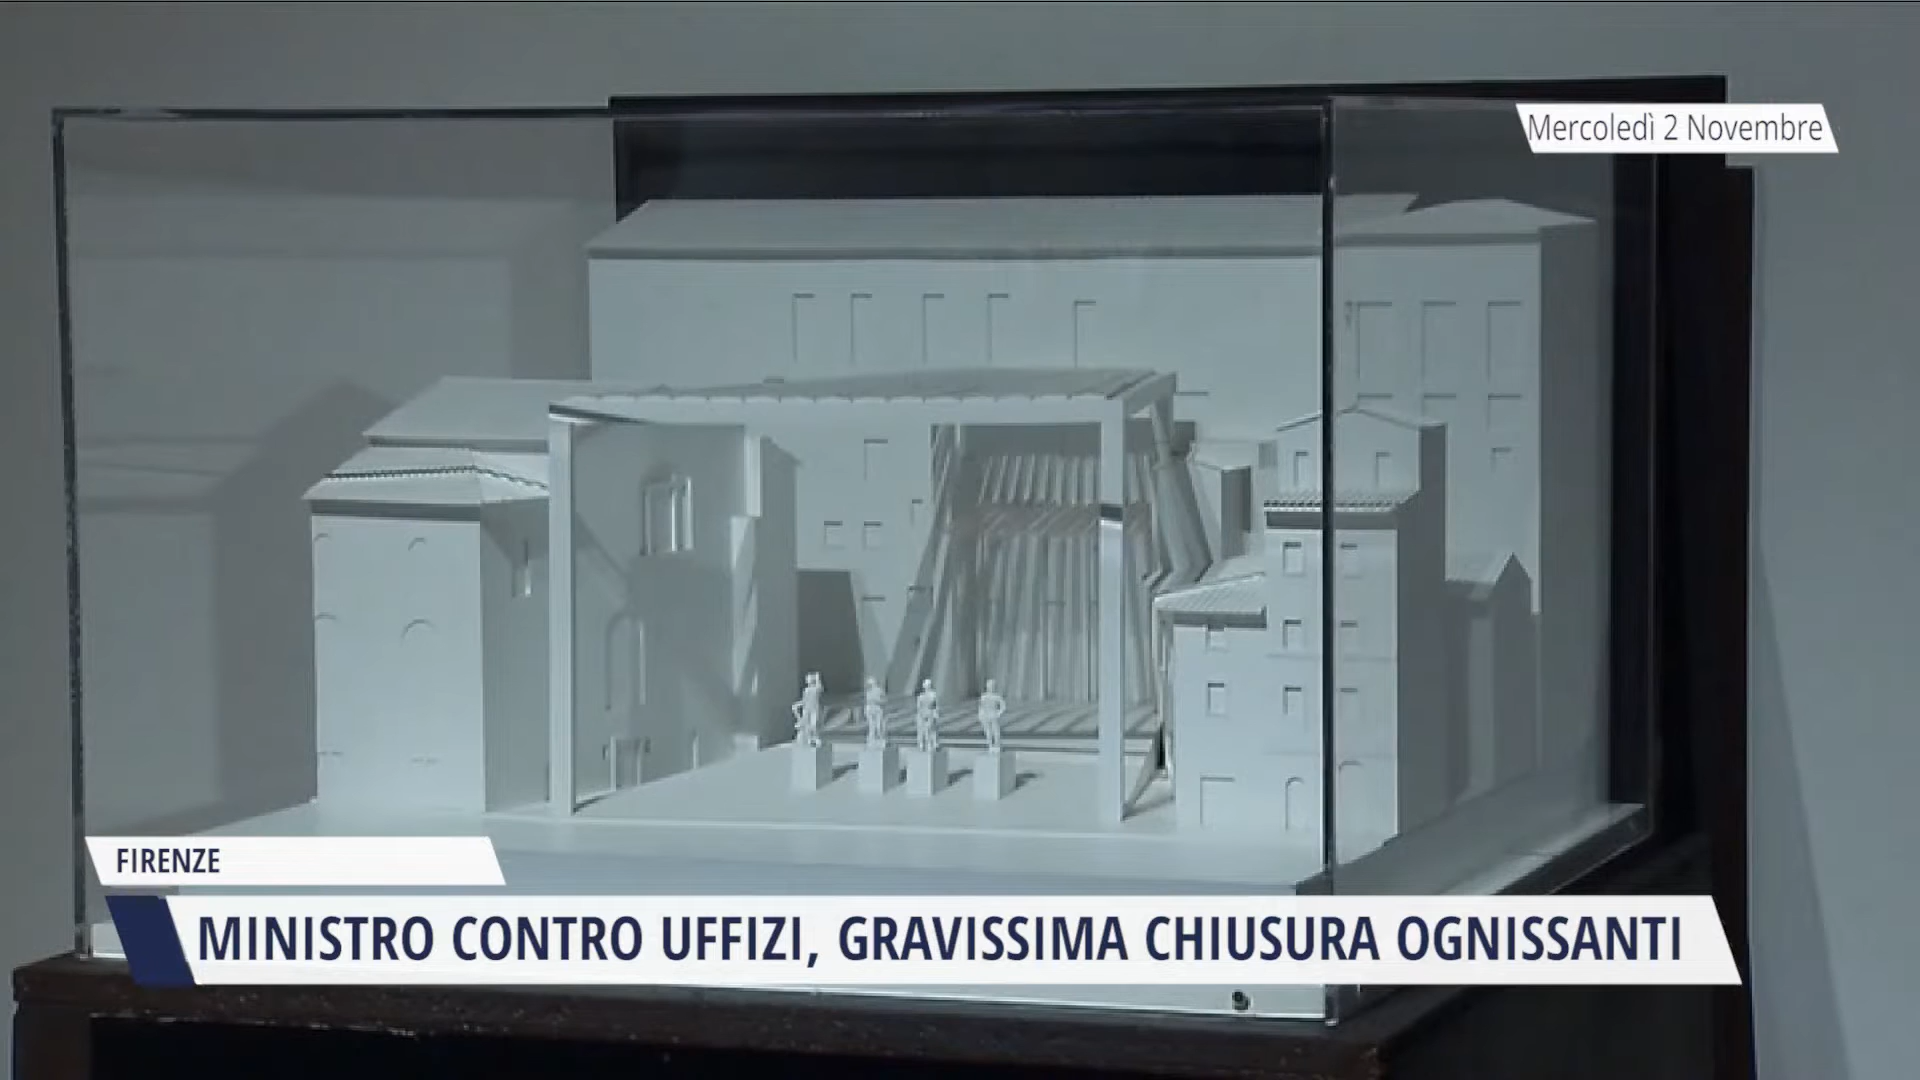 Mercoledì 2 Novembre
FIRENZE
MINISTRO CONTRO UFFIZI, GRAVISSIMA CHIUSURA OGNISSANTI